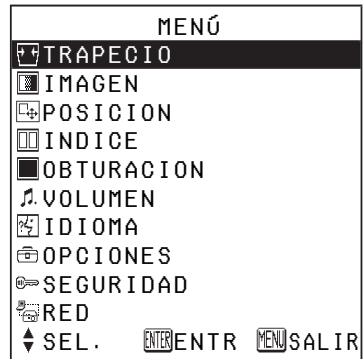 MENÚ
TRAPECIO
IMAGEN
POSICION
INDICE
OBTURACION
VOLUMEN
IDIOMA
OPCIONES
SEGURIDAD
RED
SEL. ENTER ENTR MENU SALIR